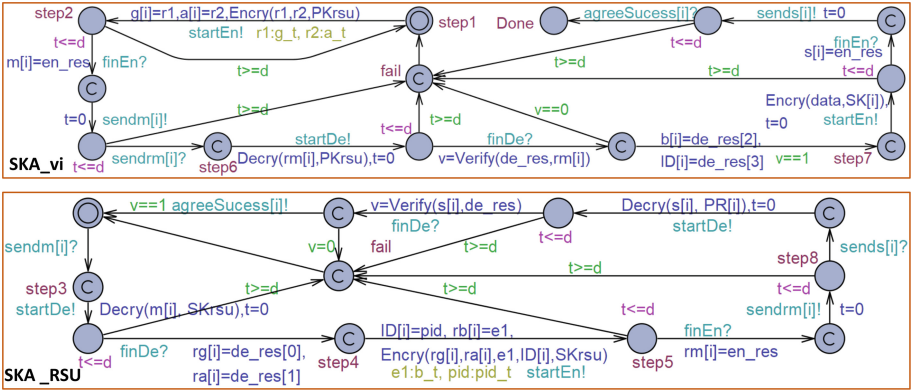 step2
g[i]=r1,a[i]=r2,Encry(r1,r2,PKrsu)
step1
Done
agreeSucess[i]?
sends[i]!
t=0
C
startEn!
r1:g_t, r2:a_t
t<=d
t<=d
finEn?
s[i]=en_res
m[i]=en_res
finEn?
t>=d
fail
C
t>=d
t>=d
t<=d
C
t>=d
t>=d
v==0
Encry(data,SK[i]),
t=0
sendm[i]!
t<=d
t=0
startEn!
SKA_vi
t<=d
sendrm[i]?
C
step6
startDe!
Decry(rm[i],PKrsu),t=0
finDe?
v=Verify(de_res,rm[i])
C
b[i]=de_res[2],
ID[i]=de_res[3]
v==1
step7
C
v==1
agreeSucess[i]!
C
v=Verify(s[i],de_res)
finDe?
Decry(s[i], PR[i]),t=0
startDe!
C
t<=d
sendm[i]?
v=0
fail
t>=d
sends[i]?
step8
step3
C
t>=d
C
t>=d
t>=d
t<=d
startDe!
Decry(m[i], SKrsu),t=0
t<=d
sendrm[i]!
t=0
t<=d
finDe?
rg[i]=de_res[0],
ra[i]=de_res[1]
C
step4
ID[i]=pid, rb[i]=e1,
Encry(rg[i],ra[i],e1,ID[i],SKrsu)
e1:b_t, pid:pid_t
startEn!
step5
finEn?
rm[i]=en_res
C
SKA _RSU